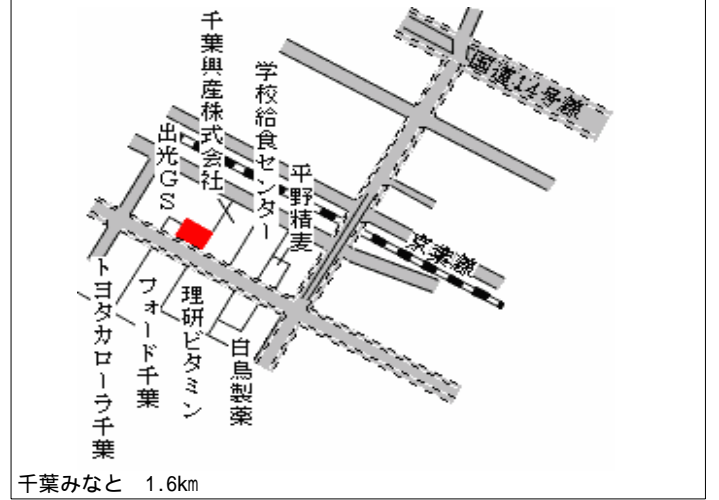 千葉興産株式会社
学校給食センター
出光GS
平野精麦
国道14号線
京葉線
トヨタカローラ千葉
フォード千葉
理研ビタミン
白鳥製薬
千葉みなと　1.6km